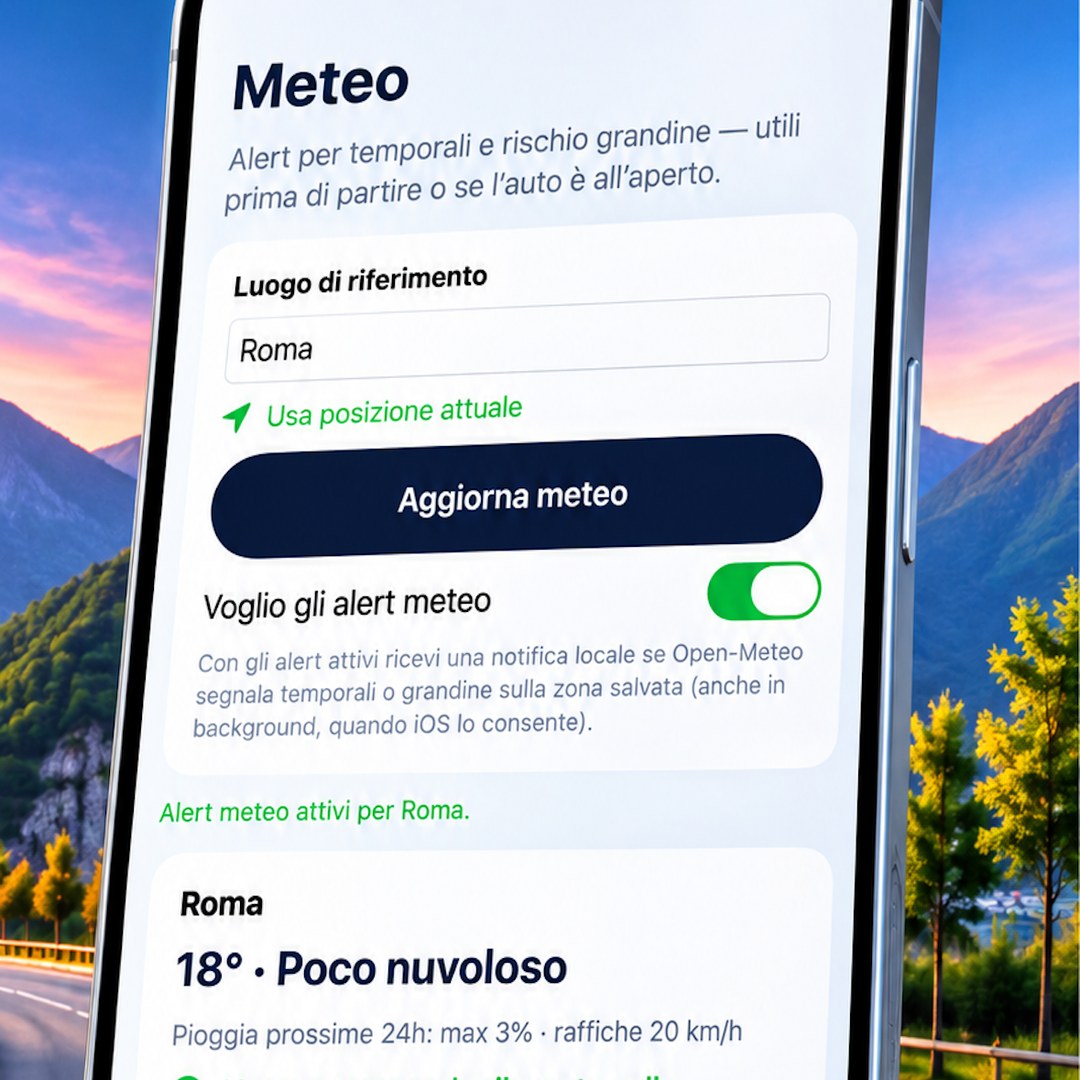 Meteo
Alert per temporali e rischio grandine — utili
prima di partire o se l’auto è all’aperto.
Luogo di riferimento
Roma
Usa posizione attuale
Aggiorna meteo
Voglio gli alert meteo
Con gli alert attivi ricevi una notifica locale se Open-Meteo
segnala temporali o grandine sulla zona salvata (anche in
background, quando iOS lo consente).
Alert meteo attivi per Roma.
Roma
18° · Poco nuvoloso
Pioggia prossime 24h: max 3% · raffiche 20 km/h